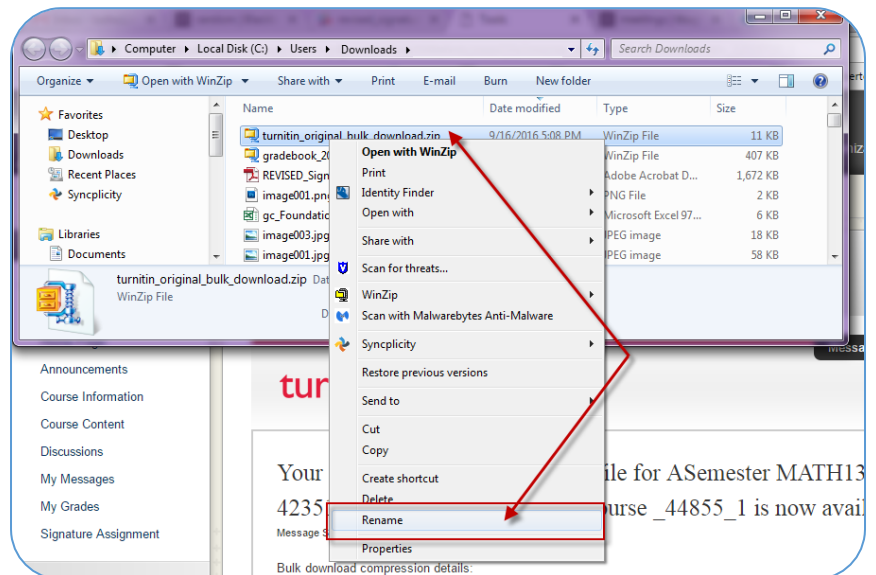 Computer ▸ Local Disk (C:) ▸ Users ▸ Downloads ▸
Search Downloads
Organize ▾ Open with WinZip ▾ Share with ▾ Print E-mail Burn New folder
Favorites
Desktop
Downloads
Recent Places
Syncplicity
Libraries
Documents
Name Date modified Type Size
turnitin_original_bulk_download.zip 9/16/2016 5:08 PM WinZip File 11 KB
gradebook_20 WinZip File 407 KB
REVISED_Sign Adobe Acrobat D... 1,672 KB
image001.pn PNG File 2 KB
gc_Foundatio Microsoft Excel 97... 6 KB
image003.jpg JPEG image 18 KB
image001.jpg JPEG image 58 KB
turnitin_original_bulk_download.zip Dat
WinZip File
D
Open with WinZip
Print
Identity Finder
Open with
Share with
Scan for threats...
WinZip
Scan with Malwarebytes Anti-Malware
Syncplicity
Restore previous versions
Send to
Cut
Copy
Create shortcut
Delete
Rename
Properties
Announcements
Course Information
Course Content
Discussions
My Messages
My Grades
Signature Assignment
Messa
tur
Your ile for ASemester MATH13
4235 ourse _44855_1 is now avai
Message S
Bulk download compression details: